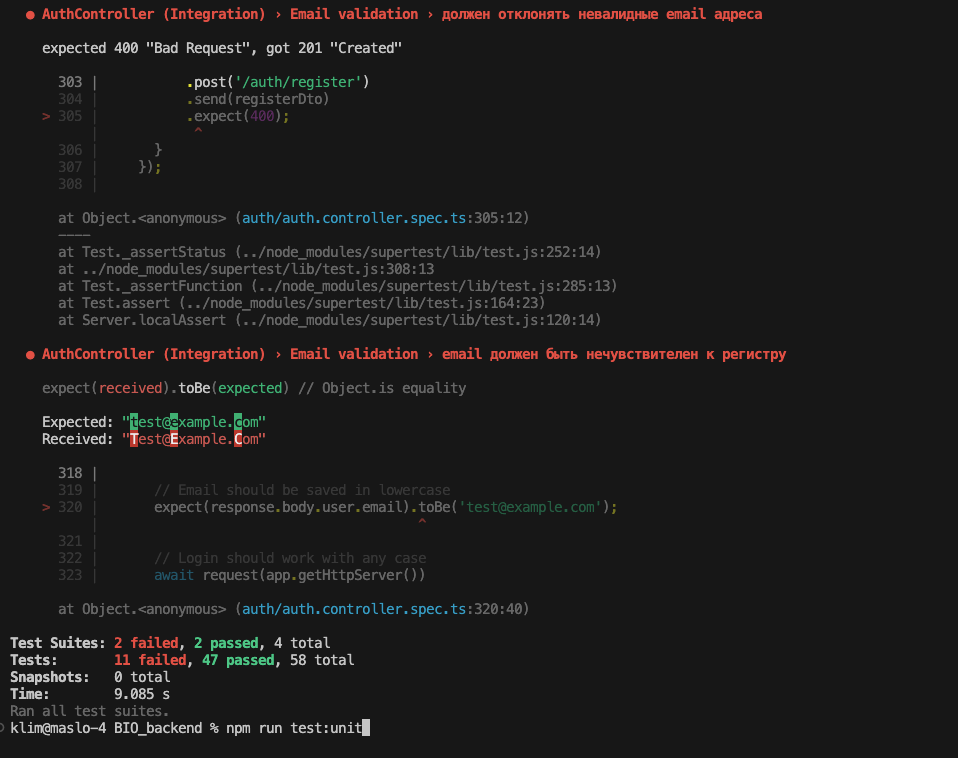 ● AuthController (Integration) › Email validation › должен отклонять невалидные email адреса
expected 400 "Bad Request", got 201 "Created"
303 | .post('/auth/register')
304 | .send(registerDto)
> 305 | .expect(400);
| ^
306 | }
307 | });
308 |
at Object.<anonymous> (auth/auth.controller.spec.ts:305:12)
----
at Test._assertStatus (../node_modules/supertest/lib/test.js:252:14)
at ../node_modules/supertest/lib/test.js:308:13
at Test._assertFunction (../node_modules/supertest/lib/test.js:285:13)
at Test.assert (../node_modules/supertest/lib/test.js:164:23)
at Server.localAssert (../node_modules/supertest/lib/test.js:120:14)
● AuthController (Integration) › Email validation › email должен быть нечувствителен к регистру
expect(received).toBe(expected) // Object.is equality
Expected: "test@example.com"
Received: "Test@Example.Com"
318 |
319 | // Email should be saved in lowercase
> 320 | expect(response.body.user.email).toBe('test@example.com');
| ^
321 |
322 | // Login should work with any case
323 | await request(app.getHttpServer())
at Object.<anonymous> (auth/auth.controller.spec.ts:320:40)
Test Suites: 2 failed, 2 passed, 4 total
Tests: 11 failed, 47 passed, 58 total
Snapshots: 0 total
Time: 9.085 s
Ran all test suites.
klim@maslo-4 BIO_backend % npm run test:unit